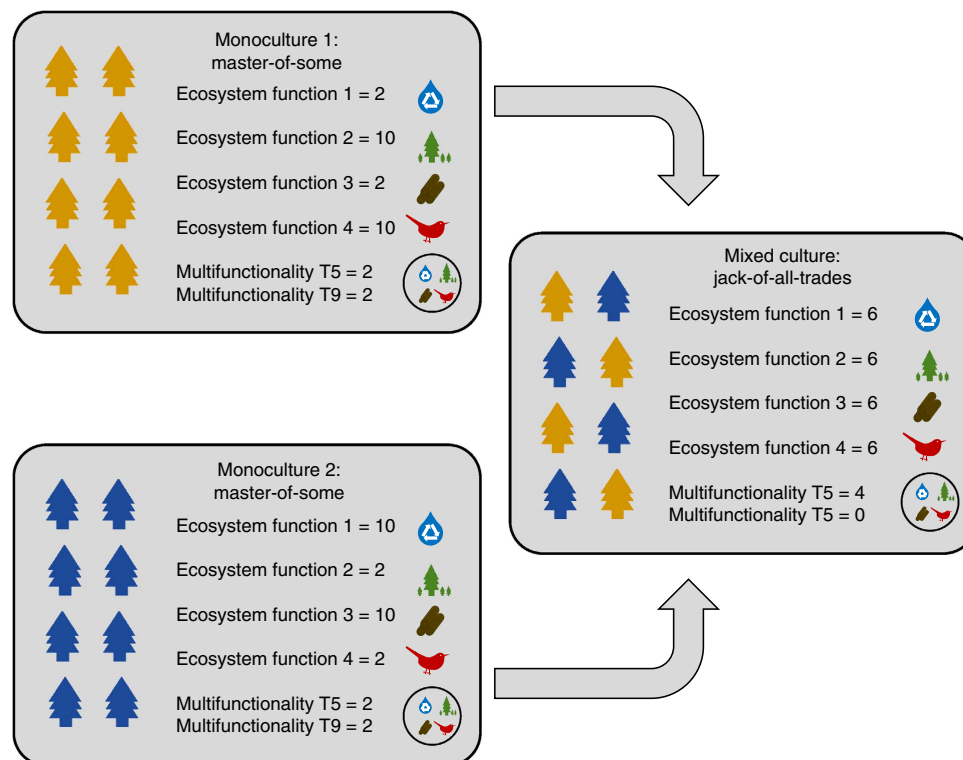 Monoculture 1:
master-of-some
Ecosystem function 1 = 2
Ecosystem function 2 = 10
Ecosystem function 3 = 2
Ecosystem function 4 = 10
Multifunctionality T5 = 2
Multifunctionality T9 = 2
Mixed culture:
jack-of-all-trades
Ecosystem function 1 = 6
Ecosystem function 2 = 6
Ecosystem function 3 = 6
Ecosystem function 4 = 6
Multifunctionality T5 = 4
Multifunctionality T5 = 0
Monoculture 2:
master-of-some
Ecosystem function 1 = 10
Ecosystem function 2 = 2
Ecosystem function 3 = 10
Ecosystem function 4 = 2
Multifunctionality T5 = 2
Multifunctionality T9 = 2